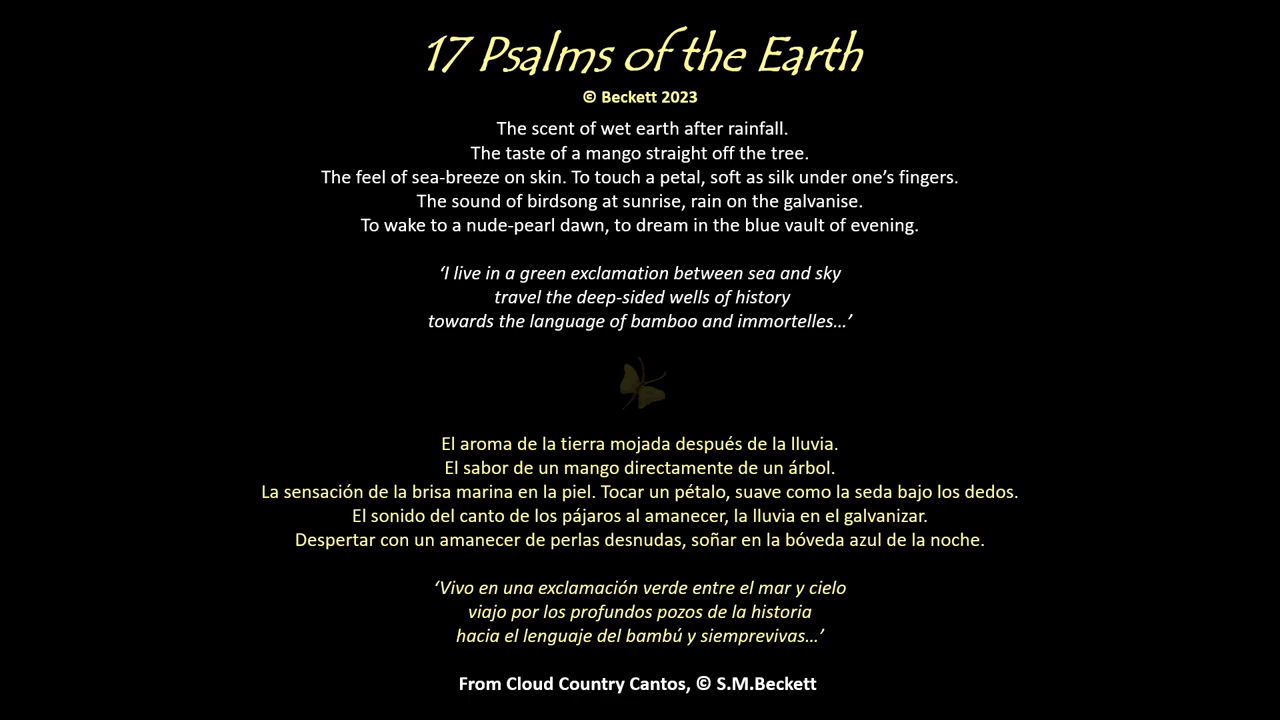 17 Psalms of the Earth
© Beckett 2023
The scent of wet earth after rainfall.
The taste of a mango straight off the tree.
The feel of sea-breeze on skin. To touch a petal, soft as silk under one’s fingers.
The sound of birdsong at sunrise, rain on the galvanise.
To wake to a nude-pearl dawn, to dream in the blue vault of evening.
‘I live in a green exclamation between sea and sky
travel the deep-sided wells of history
towards the language of bamboo and immortelles...’
El aroma de la tierra mojada después de la lluvia.
El sabor de un mango directamente de un árbol.
La sensación de la brisa marina en la piel. Tocar un pétalo, suave como la seda bajo los dedos.
El sonido del canto de los pájaros al amanecer, la lluvia en el galvanizar.
Despertar con un amanecer de perlas desnudas, soñar en la bóveda azul de la noche.
‘Vivo en una exclamación verde entre el mar y cielo
viajo por los profundos pozos de la historia
hacia el lenguaje del bambú y siemprevivas...’
From Cloud Country Cantos, © S.M.Beckett